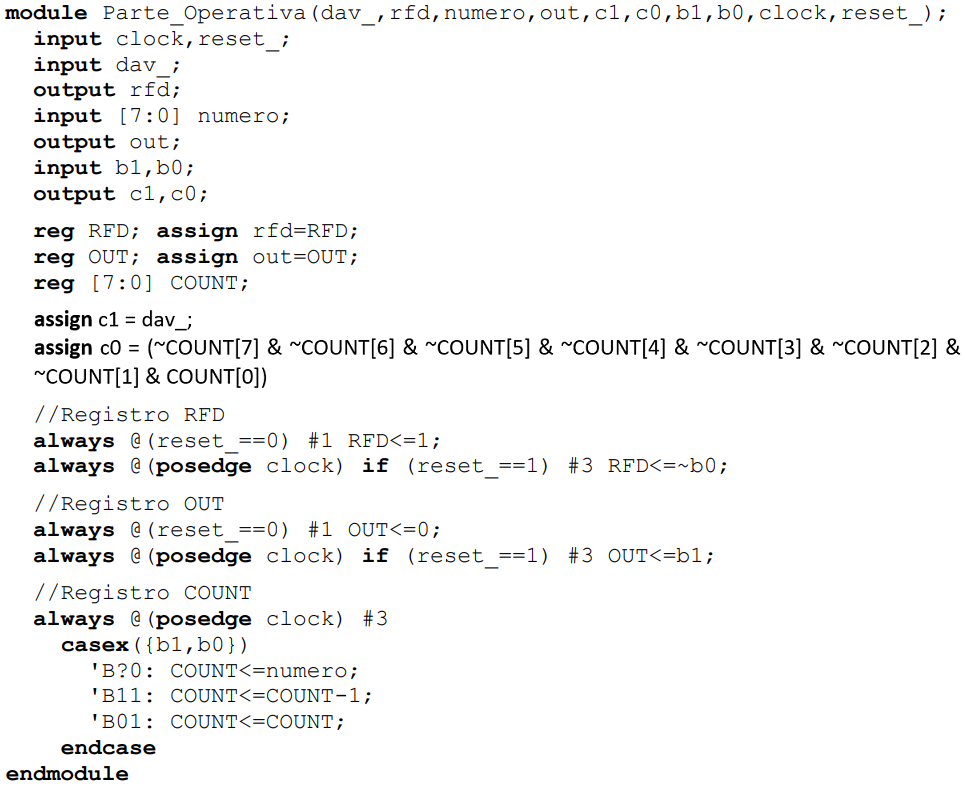 module Parte_Operativa(dav_,rfd,numero,out,c1,c0,b1,b0,clock,reset_);
input clock,reset_;
input dav_;
output rfd;
input [7:0] numero;
output out;
input b1,b0;
output c1,c0;
reg RFD; assign rfd=RFD;
reg OUT; assign out=OUT;
reg [7:0] COUNT;
assign c1 = dav_;
assign c0 = (~COUNT[7] & ~COUNT[6] & ~COUNT[5] & ~COUNT[4] & ~COUNT[3] & ~COUNT[2] &
~COUNT[1] & COUNT[0])
//Registro RFD
always @(reset_==0) #1 RFD<=1;
always @(posedge clock) if (reset_==1) #3 RFD<=~b0;
//Registro OUT
always @(reset_==0) #1 OUT<=0;
always @(posedge clock) if (reset_==1) #3 OUT<=b1;
//Registro COUNT
always @(posedge clock) #3
casex({b1,b0})
'B?0: COUNT<=numero;
'B11: COUNT<=COUNT-1;
'B01: COUNT<=COUNT;
endcase
endmodule